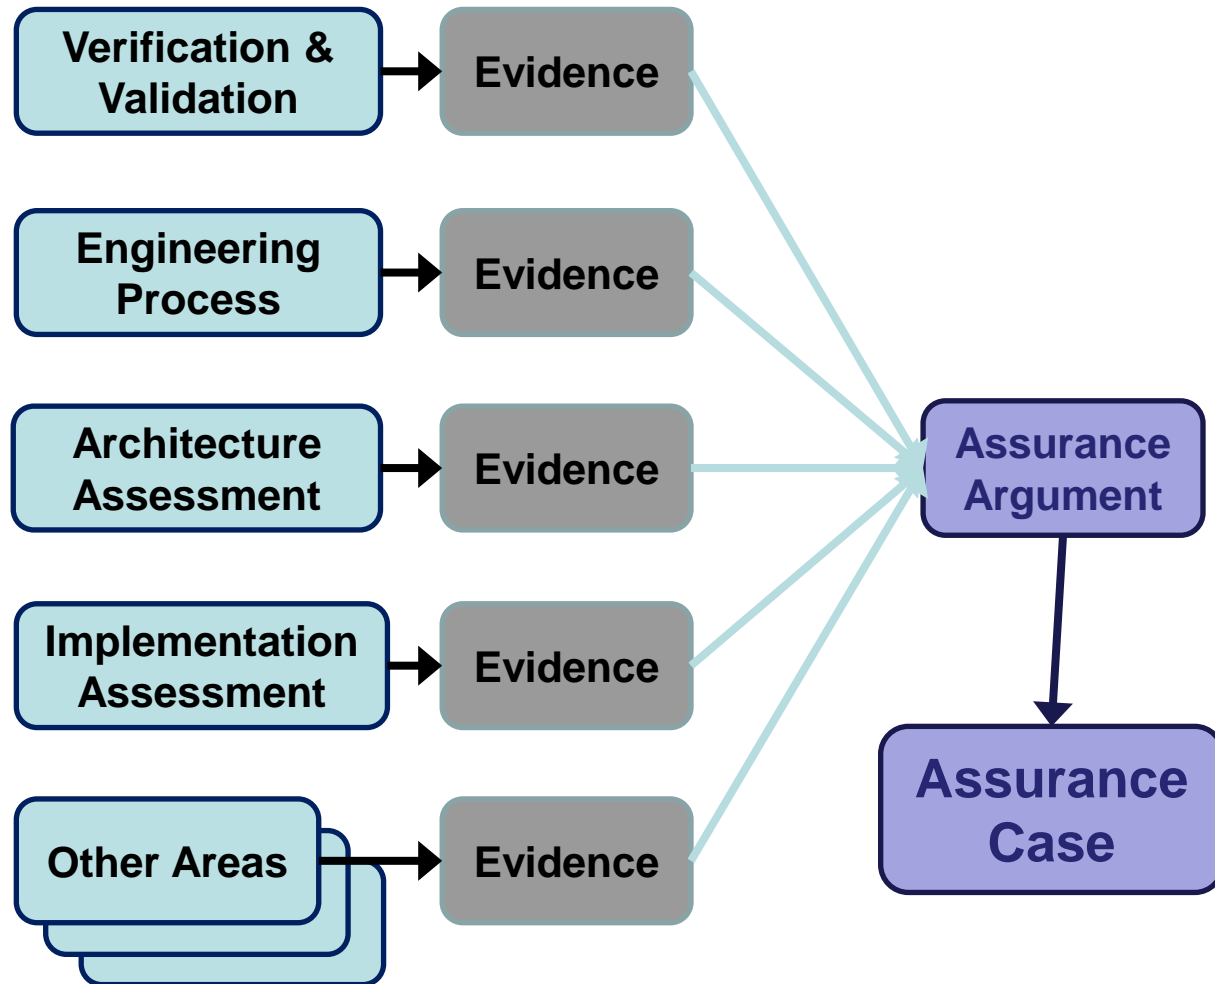 Verification &
Validation
Evidence
Engineering
Process
Evidence
Architecture
Assessment
Evidence
Assurance
Argument
Implementation
Assessment
Evidence
Other Areas
Evidence
Assurance
Case